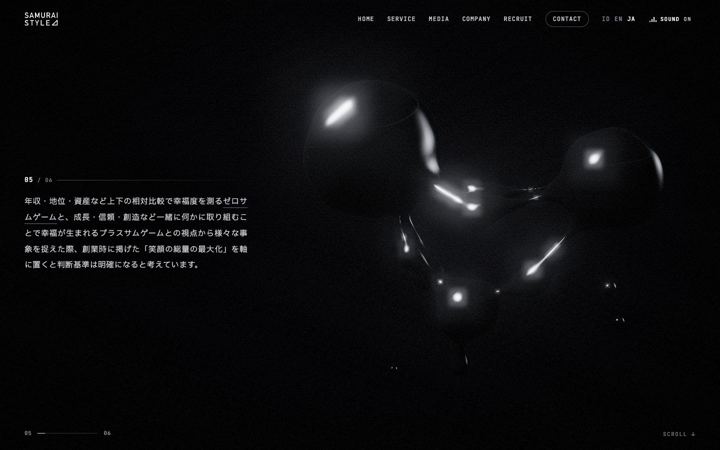 SAMURAI
STYLE
HOME SERVICE MEDIA COMPANY RECRUIT CONTACT ID EN JA SOUND ON
05 / 06
年収・地位・資産など上下の相対比較で幸福度を測るゼロサ
ムゲームと、成長・信頼・創造など一緒に何かに取り組むこ
とで幸福が生まれるプラスサムゲームとの視点から様々な事
象を捉えた際、創業時に掲げた「笑顔の総量の最大化」を軸
に置くと判断基準は明確になると考えています。
05 06
SCROLL ↓